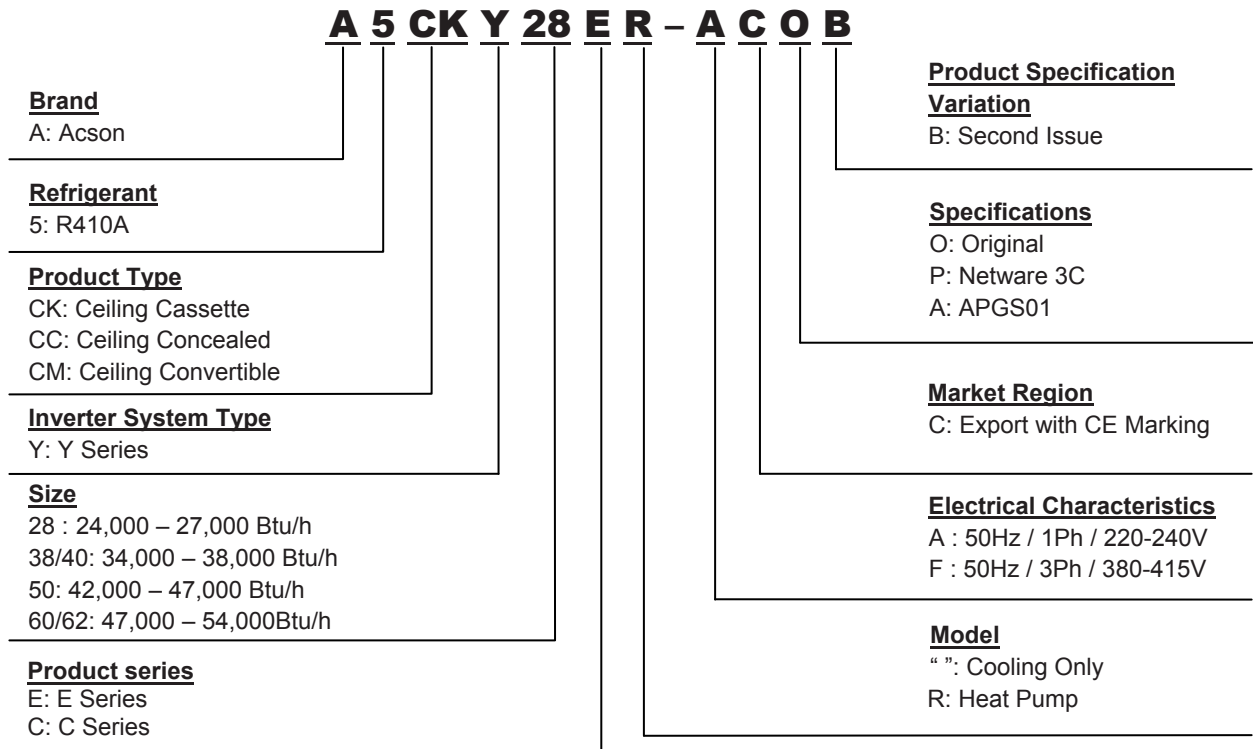 A 5 CK Y 28 E R – A C O B
Brand
A: Acson
Refrigerant
5: R410A
Product Type
CK: Ceiling Cassette
CC: Ceiling Concealed
CM: Ceiling Convertible
Inverter System Type
Y: Y Series
Size
28 : 24,000 – 27,000 Btu/h
38/40: 34,000 – 38,000 Btu/h
50: 42,000 – 47,000 Btu/h
60/62: 47,000 – 54,000Btu/h
Product series
E: E Series
C: C Series
Product Specification
Variation
B: Second Issue
Specifications
O: Original
P: Netware 3C
A: APGS01
Market Region
C: Export with CE Marking
Electrical Characteristics
A : 50Hz / 1Ph / 220-240V
F : 50Hz / 3Ph / 380-415V
Model
“ ”: Cooling Only
R: Heat Pump